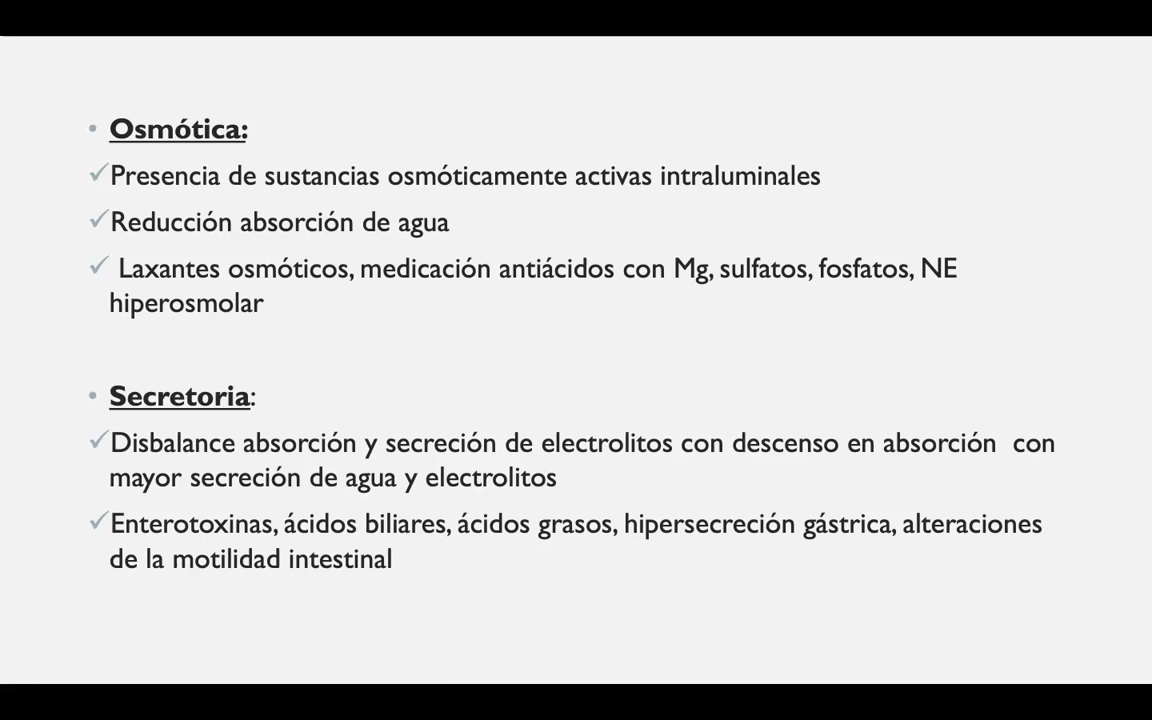 • Osmótica:
✓Presencia de sustancias osmóticamente activas intraluminales
✓Reducción absorción de agua
✓ Laxantes osmóticos, medicación antiácidos con Mg, sulfatos, fosfatos, NE
hiperosmolar
• Secretoria:
✓Disbalance absorción y secreción de electrolitos con descenso en absorción  con
mayor secreción de agua y electrolitos
✓Enterotoxinas, ácidos biliares, ácidos grasos, hipersecreción gástrica, alteraciones
de la motilidad intestinal